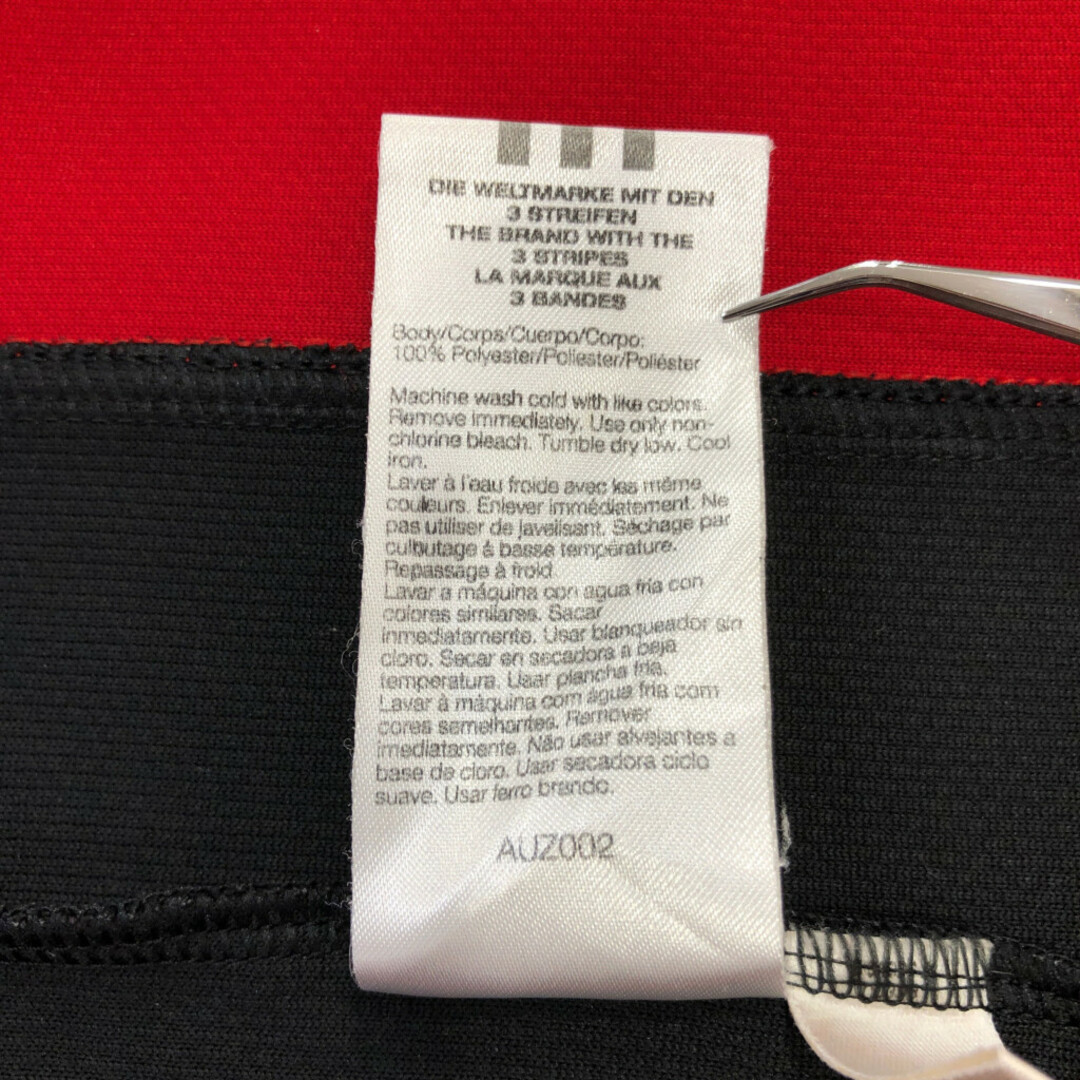 DIE WELTMARKE MIT DEN
3 STREIFEN
THE BRAND WITH THE
3 STRIPES
LA MARQUE AUX
3 BANDES
Body/Corps/Cuerpo/Corpo:
100% Polyester/Poliester/Poliéster
Machine wash cold with like colors.
Remove immediately. Use only non-
chlorine bleach. Tumble dry low. Cool
iron.
Laver à l'eau froide avec les même
couleurs. Enlever immédiatement. Ne
pas utiliser de javellisant. Séchage par
culbutage à basse température.
Repassage à froid
Lavar a máquina con agua fria con
colores similares. Sacar
inmediatamente. Usar blanqueador sin
cloro. Secar en secadora a baja
temperatura. Usar plancha fria.
Lavar à máquina com água fria com
cores semelhantes. Remover
imediatamente. Não usar alvejantes a
base de cloro. Usar secadora ciclo
suave. Usar ferro brando.
AUZ002